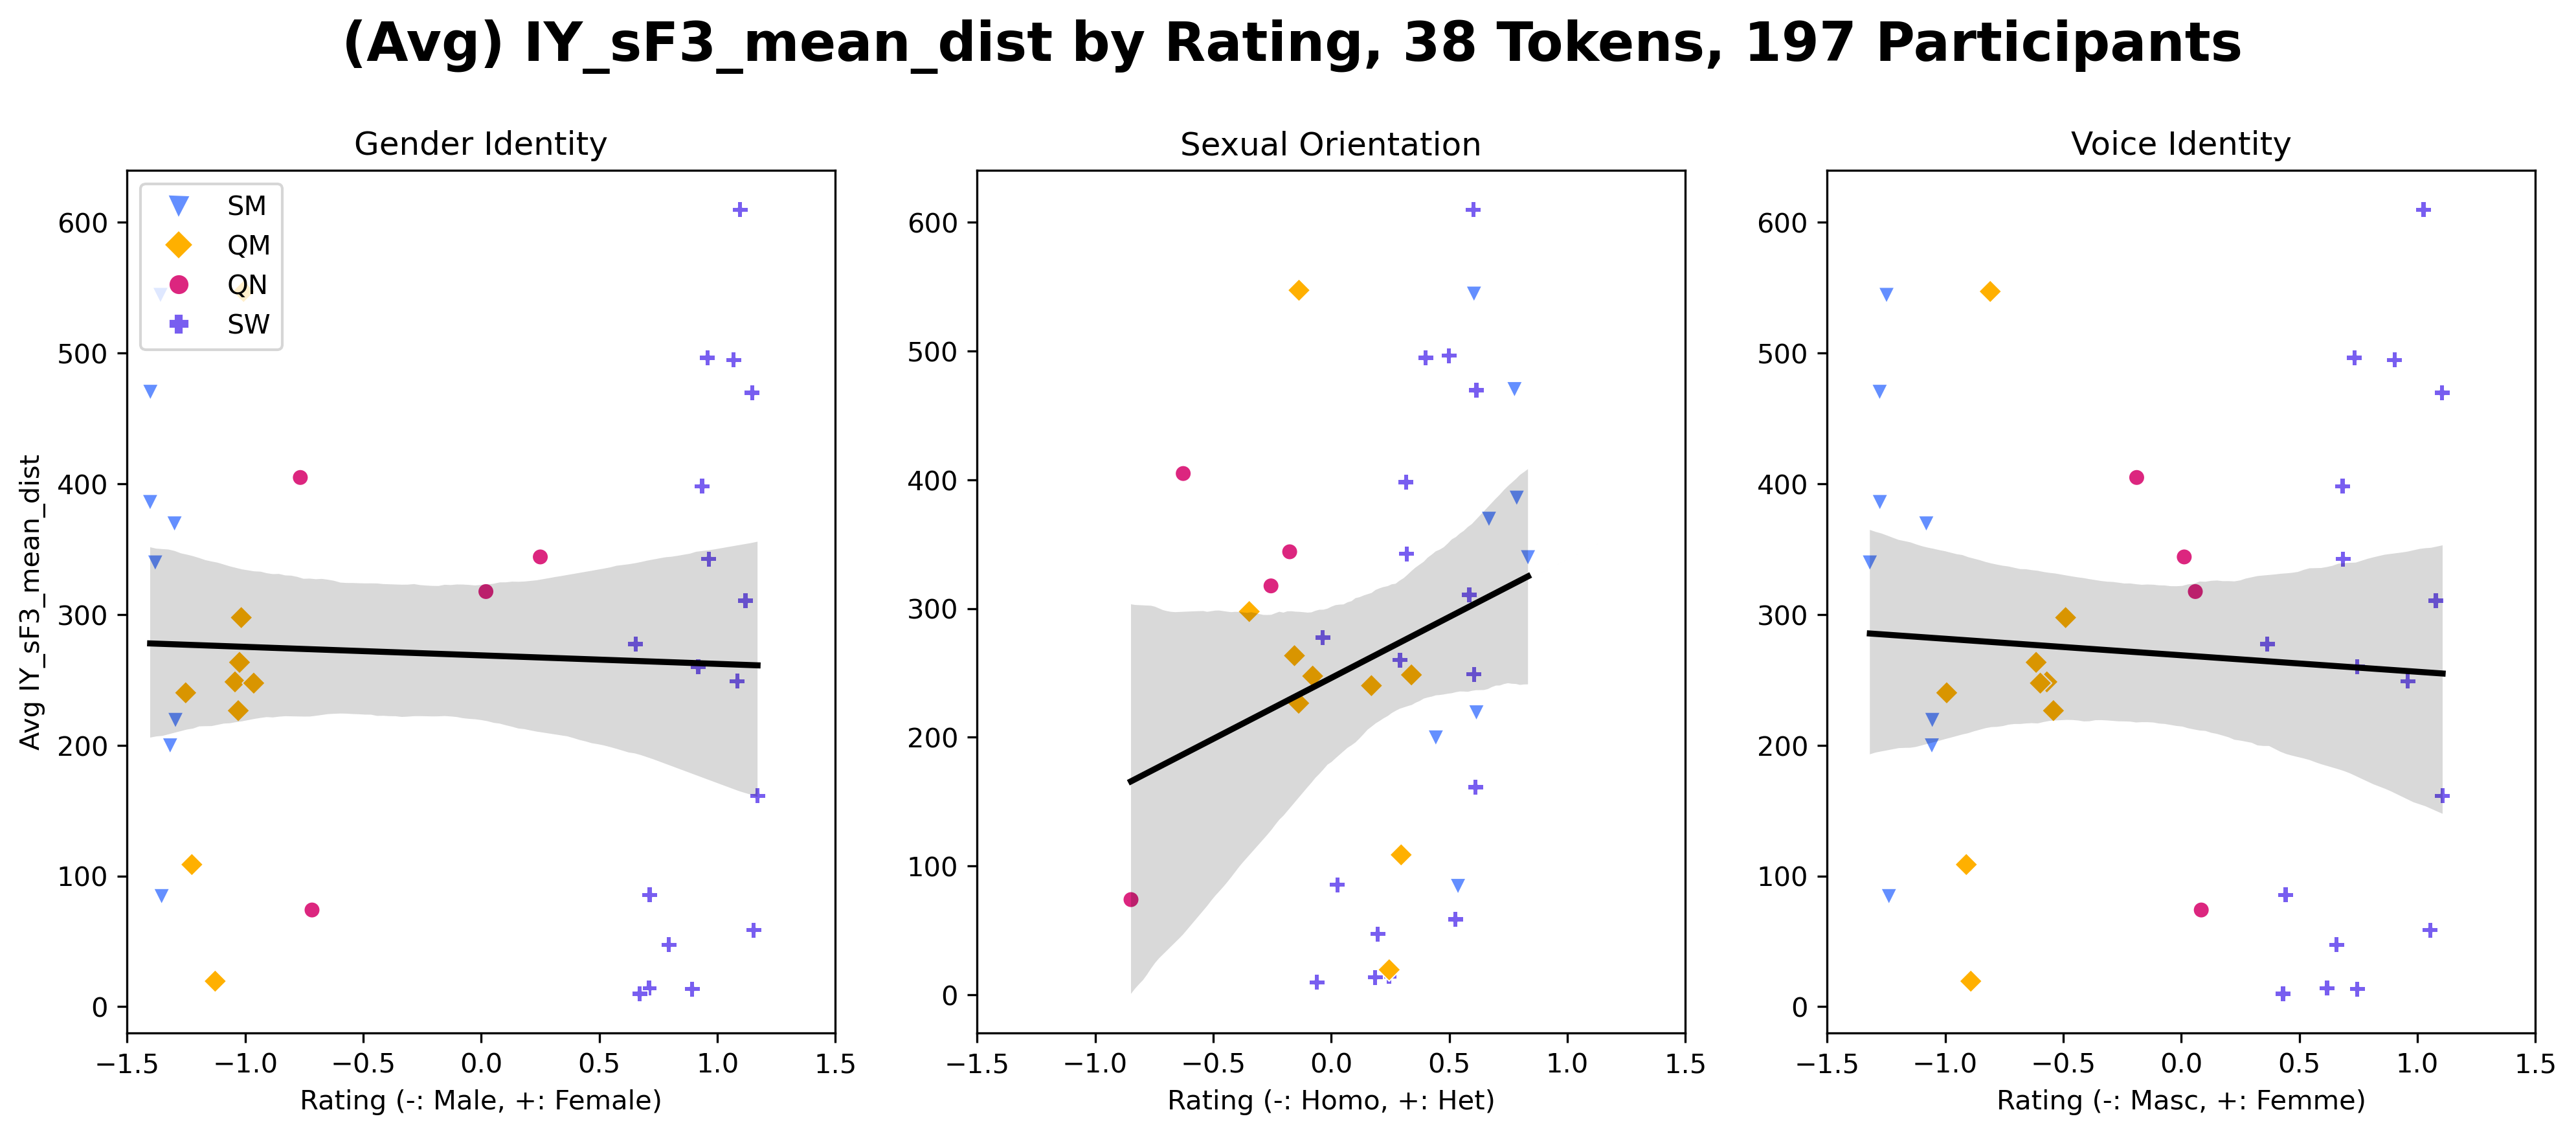 (Avg) IY_sF3_mean_dist by Rating, 38 Tokens, 197 Participants
Gender Identity
Sexual Orientation
Voice Identity
SM
QM
QN
SW
Avg IY_sF3_mean_dist
600
500
400
300
200
100
0
−1.5 −1.0 −0.5 0.0 0.5 1.0 1.5
Rating (-: Male, +: Female)
600
500
400
300
200
100
0
−1.5 −1.0 −0.5 0.0 0.5 1.0 1.5
Rating (-: Homo, +: Het)
600
500
400
300
200
100
0
−1.5 −1.0 −0.5 0.0 0.5 1.0 1.5
Rating (-: Masc, +: Femme)